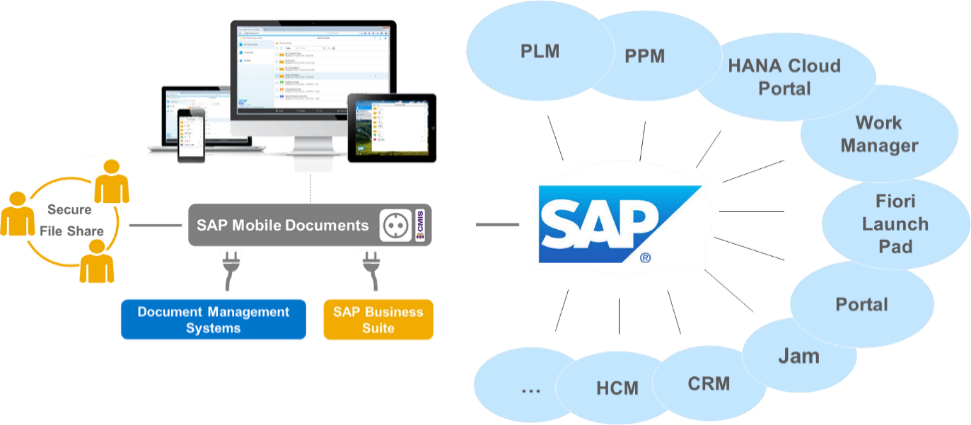 PLM
PPM
HANA Cloud
Portal
Work
Manager
Secure
File Share
SAP Mobile Documents
CMIS
SAP
®
Fiori
Launch
Pad
Document Management
Systems
SAP Business
Suite
Portal
Jam
...
HCM
CRM